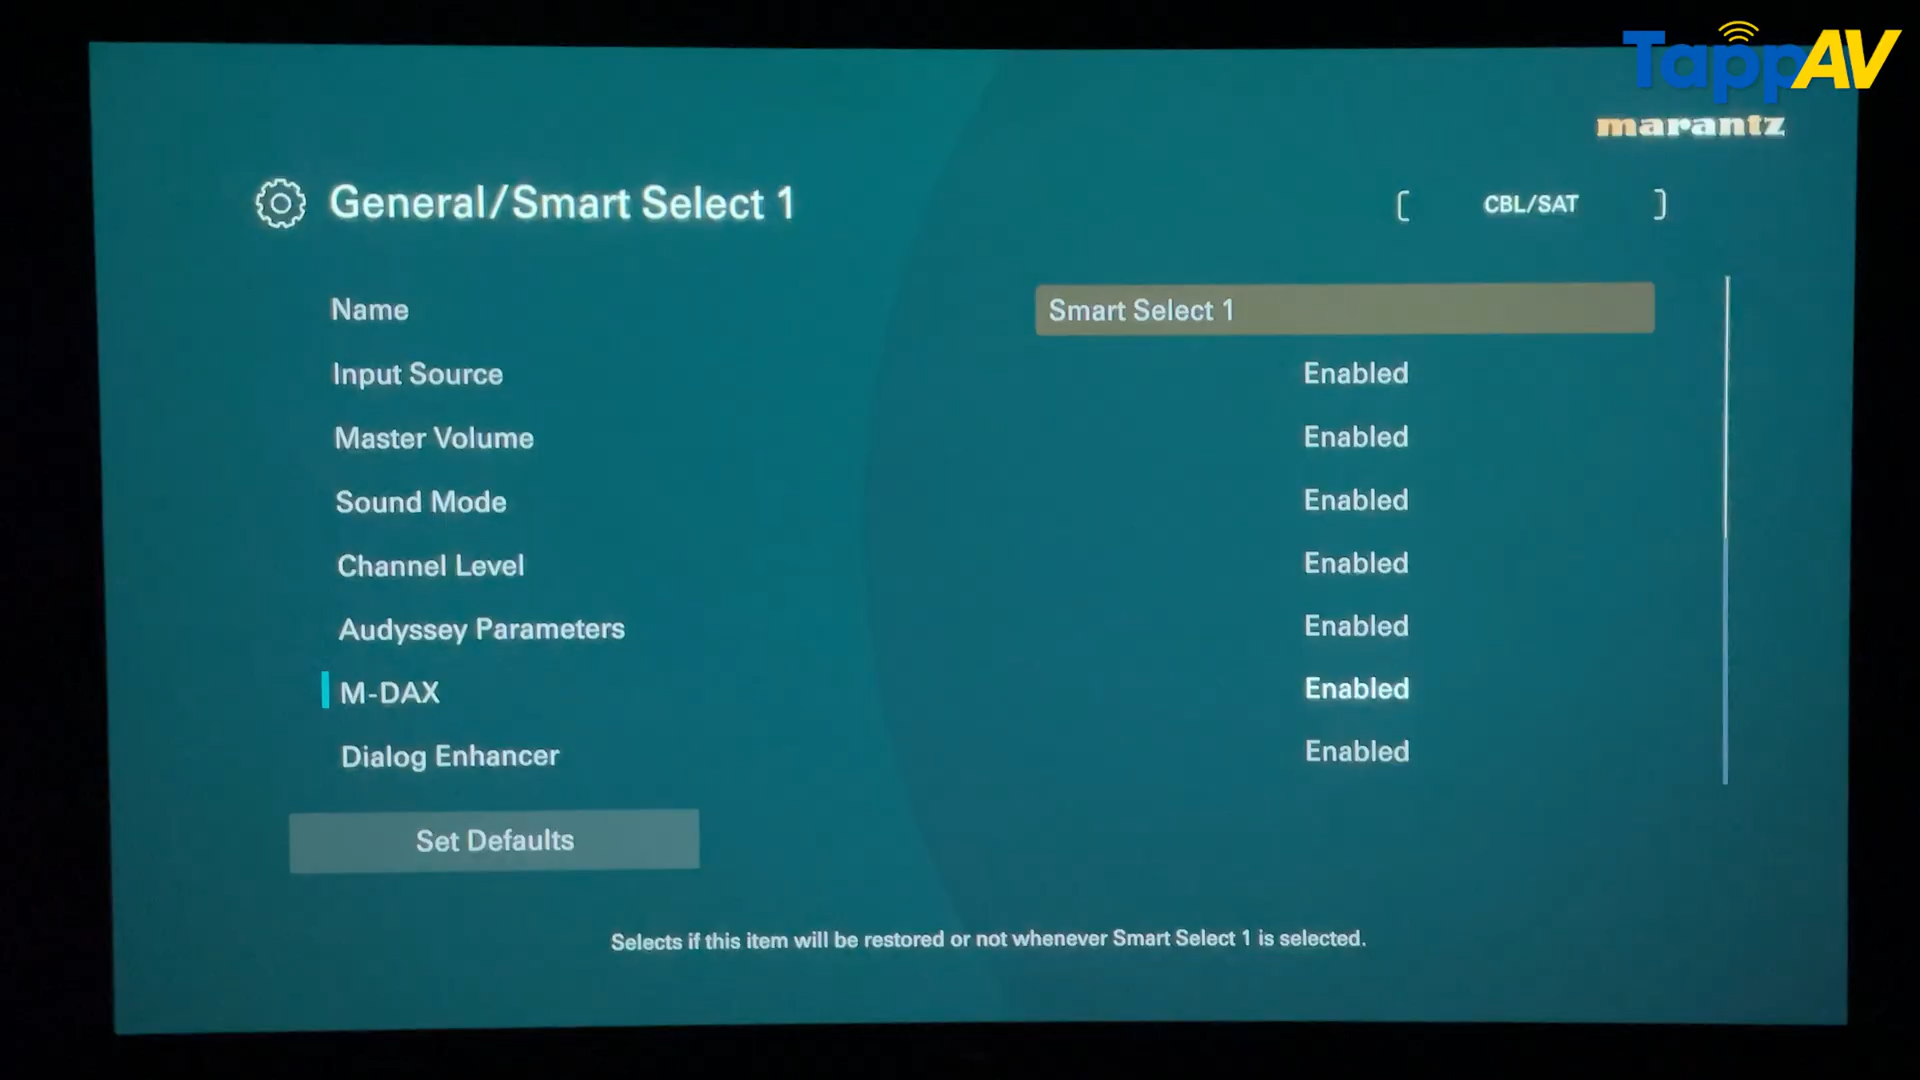 TappAV
marantz
General/Smart Select 1
[ CBL/SAT ]
Name Smart Select 1
Input Source Enabled
Master Volume Enabled
Sound Mode Enabled
Channel Level Enabled
Audyssey Parameters Enabled
M-DAX Enabled
Dialog Enhancer Enabled
Set Defaults
Selects if this item will be restored or not whenever Smart Select 1 is selected.